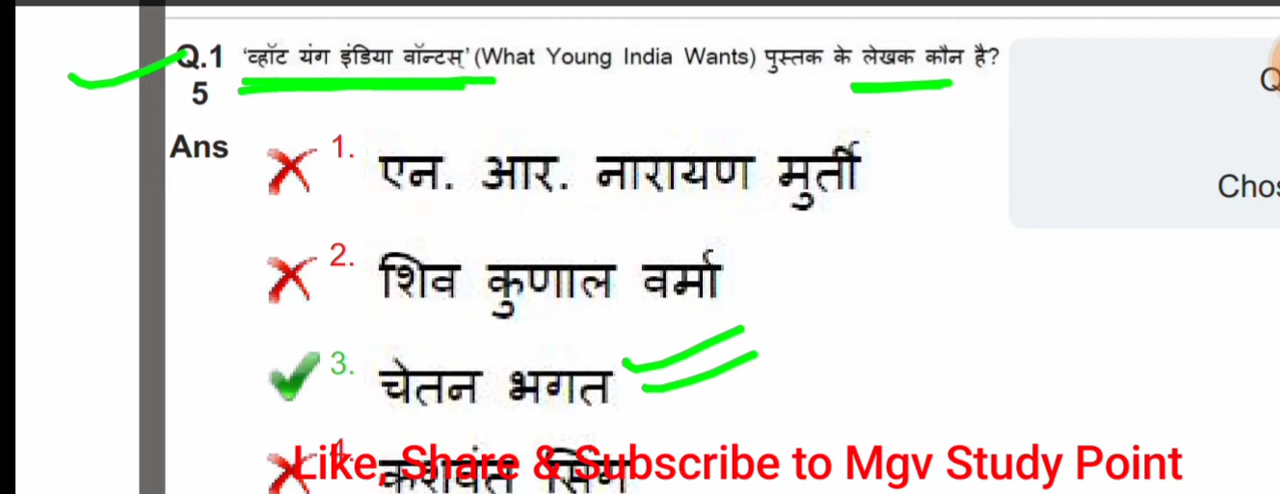 Q.1 'व्हॉट यंग इंडिया वॉन्टस्' (What Young India Wants) पुस्तक के लेखक कौन है?
5
Q
Ans
1. एन. आर. नारायण मुर्ती
Chos
2. शिव कुणाल वर्मा
3. चेतन भगत
4.
Like, Share & Subscribe to Mgv Study Point